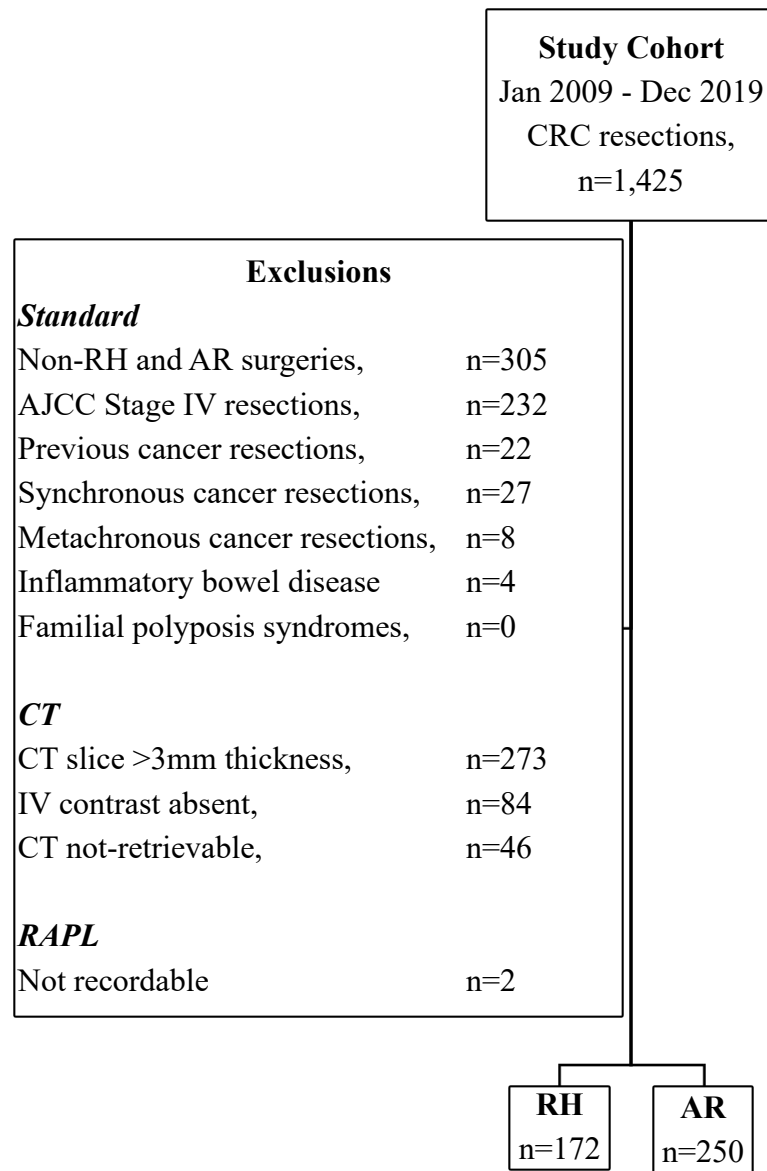 Study Cohort
Jan 2009 - Dec 2019
CRC resections,
n=1,425
Exclusions
Standard
Non-RH and AR surgeries, n=305
AJCC Stage IV resections, n=232
Previous cancer resections, n=22
Synchronous cancer resections, n=27
Metachronous cancer resections, n=8
Inflammatory bowel disease n=4
Familial polyposis syndromes, n=0
CT
CT slice >3mm thickness, n=273
IV contrast absent, n=84
CT not-retrievable, n=46
RAPL
Not recordable n=2
RH
n=172
AR
n=250